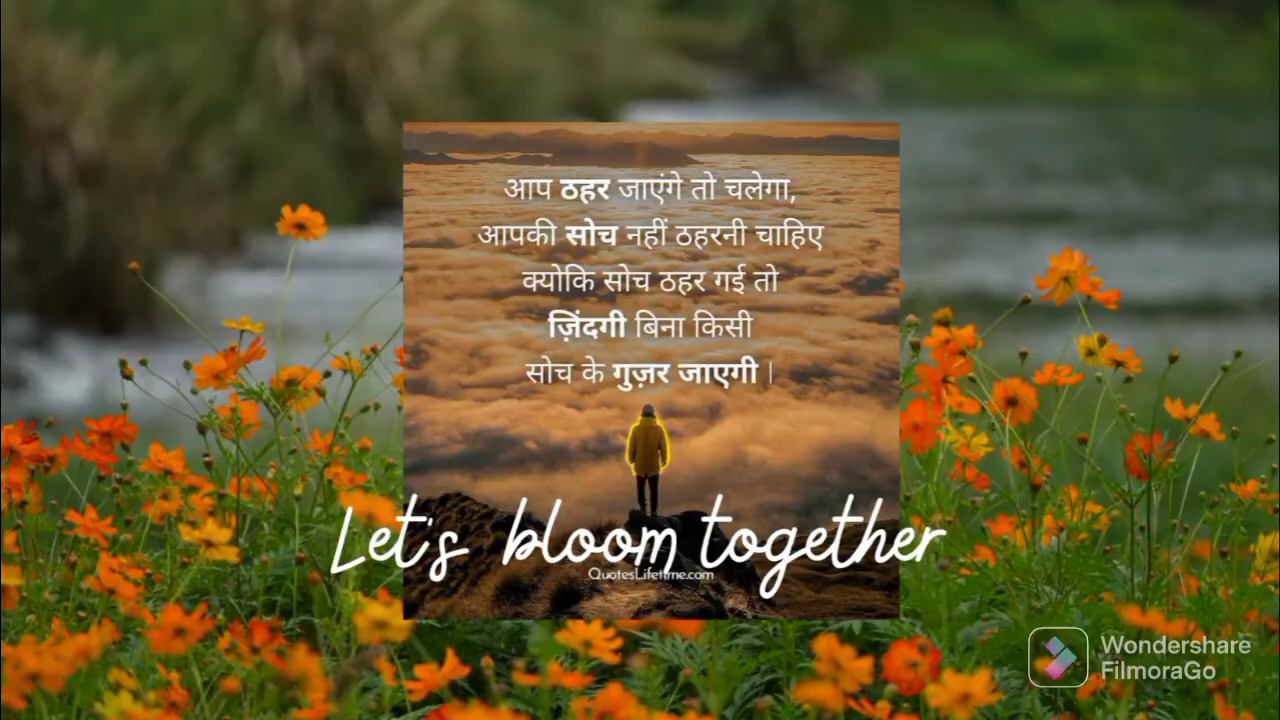 आप ठहर जाएंगे तो चलेगा,
आपकी सोच नहीं ठहरनी चाहिए
क्योकि सोच ठहर गई तो
ज़िंदगी बिना किसी
सोच के गुज़र जाएगी |
Let's bloom together
QuotesLifetime.com
Wondershare
FilmoraGo